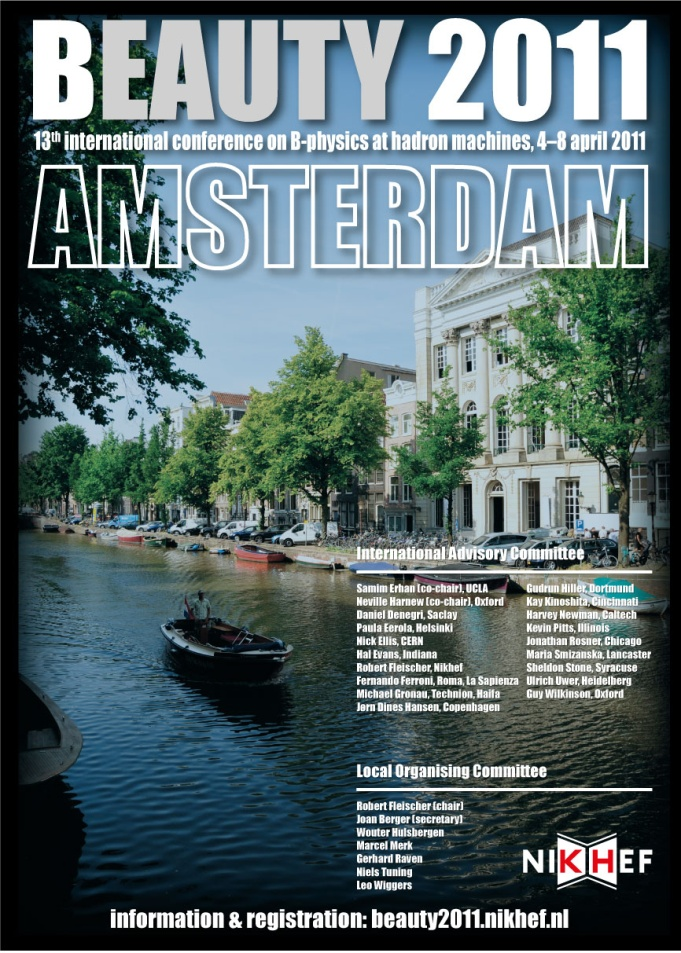 BEAUTY 2011
13th international conference on B-physics at hadron machines, 4–8 april 2011
AMSTERDAM
International Advisory Committee
Samim Erhan (co-chair), UCLA
Neville Harnew (co-chair), Oxford
Daniel Denegri, Saclay
Paula Eerola, Helsinki
Nick Ellis, CERN
Hal Evans, Indiana
Robert Fleischer, Nikhef
Fernando Ferroni, Roma, La Sapienza
Michael Gronau, Technion, Haifa
Jørn Dines Hansen, Copenhagen
Gudrun Hiller, Dortmund
Kay Kinoshita, Cincinnati
Harvey Newman, Caltech
Kevin Pitts, Illinois
Jonathan Rosner, Chicago
Maria Smizanska, Lancaster
Sheldon Stone, Syracuse
Ulrich Uwer, Heidelberg
Guy Wilkinson, Oxford
Local Organising Committee
Robert Fleischer (chair)
Joan Berger (secretary)
Wouter Hulsbergen
Marcel Merk
Gerhard Raven
Niels Tuning
Leo Wiggers
NIKHEF
information & registration: beauty2011.nikhef.nl